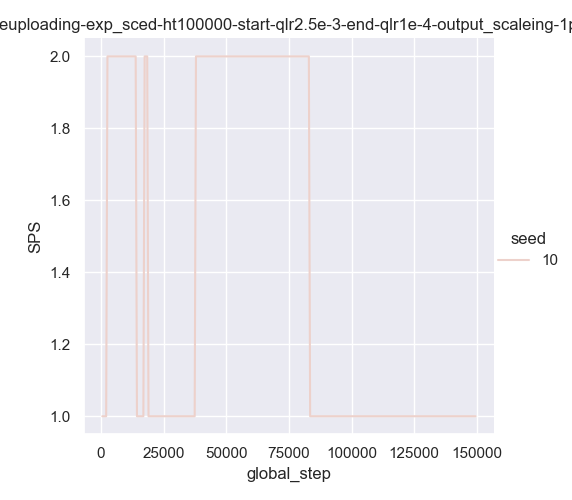 euploading-exp_sced-ht100000-start-qlr2.5e-3-end-qlr1e-4-output_scaleing-1p
2.0
1.8
1.6
1.4
1.2
1.0
SPS
seed
10
0 25000 50000 75000 100000 125000 150000
global_step